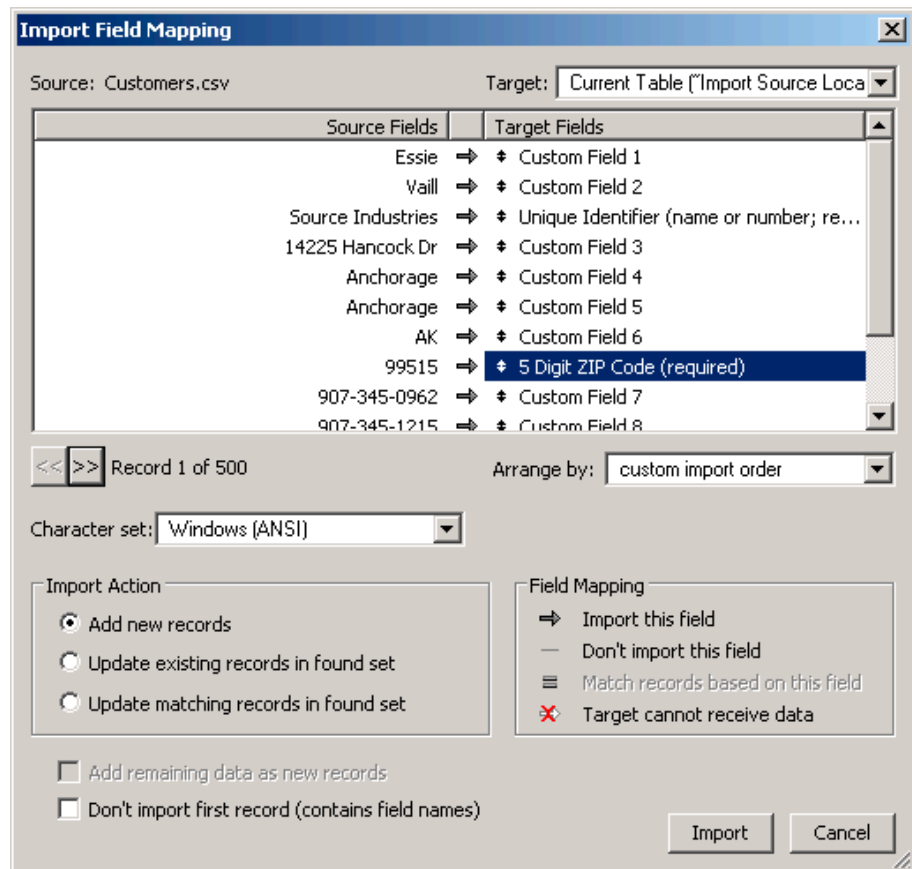 Import Field Mapping
Source: Customers.csv Target: Current Table ("Import Source Loca
Source Fields Target Fields
Essie Custom Field 1
Vaill Custom Field 2
Source Industries Unique Identifier (name or number; re...
14225 Hancock Dr Custom Field 3
Anchorage Custom Field 4
Anchorage Custom Field 5
AK Custom Field 6
99515 5 Digit ZIP Code (required)
907-345-0962 Custom Field 7
907-345-1215 Custom Field 8
<< >> Record 1 of 500 Arrange by: custom import order
Character set: Windows (ANSI)
Import Action Field Mapping
Add new records Import this field
Update existing records in found set Don't import this field
Update matching records in found set Match records based on this field
Target cannot receive data
Add remaining data as new records
Don't import first record (contains field names)
Import Cancel